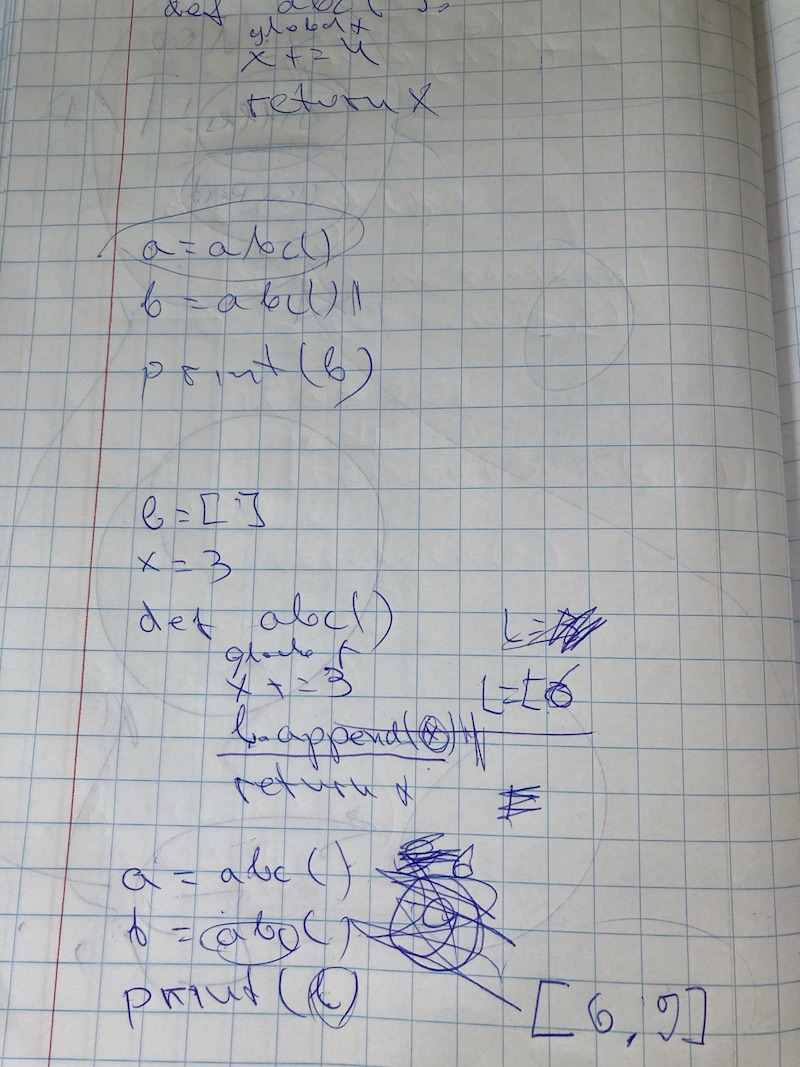 def abc( ):
global x
x += 4
return x
a = abc()
b = abc()
print(b)
l = [ ]
x = 3
def abc()
global x
x += 3
l.append(x)
return x
L =
L = [6
a = abc() 6
b = abc()
print(l)
[6, 9]